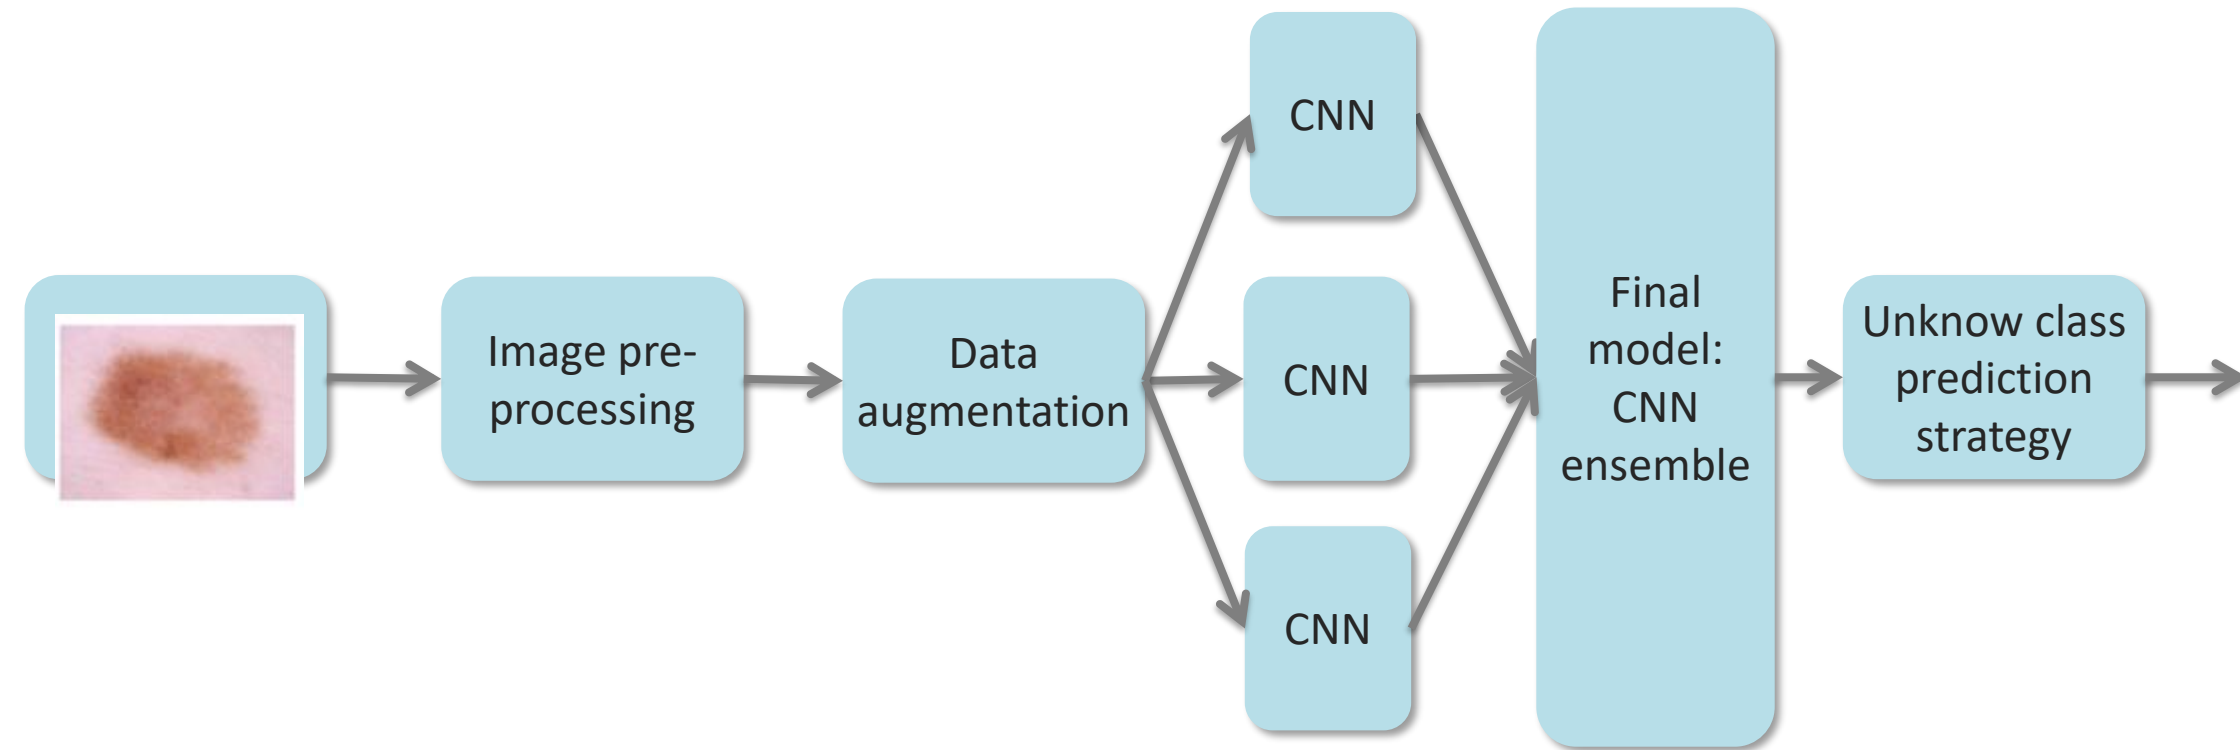 Image pre-
processing
Data
augmentation
CNN
CNN
CNN
Final
model:
CNN
ensemble
Unknow class
prediction
strategy